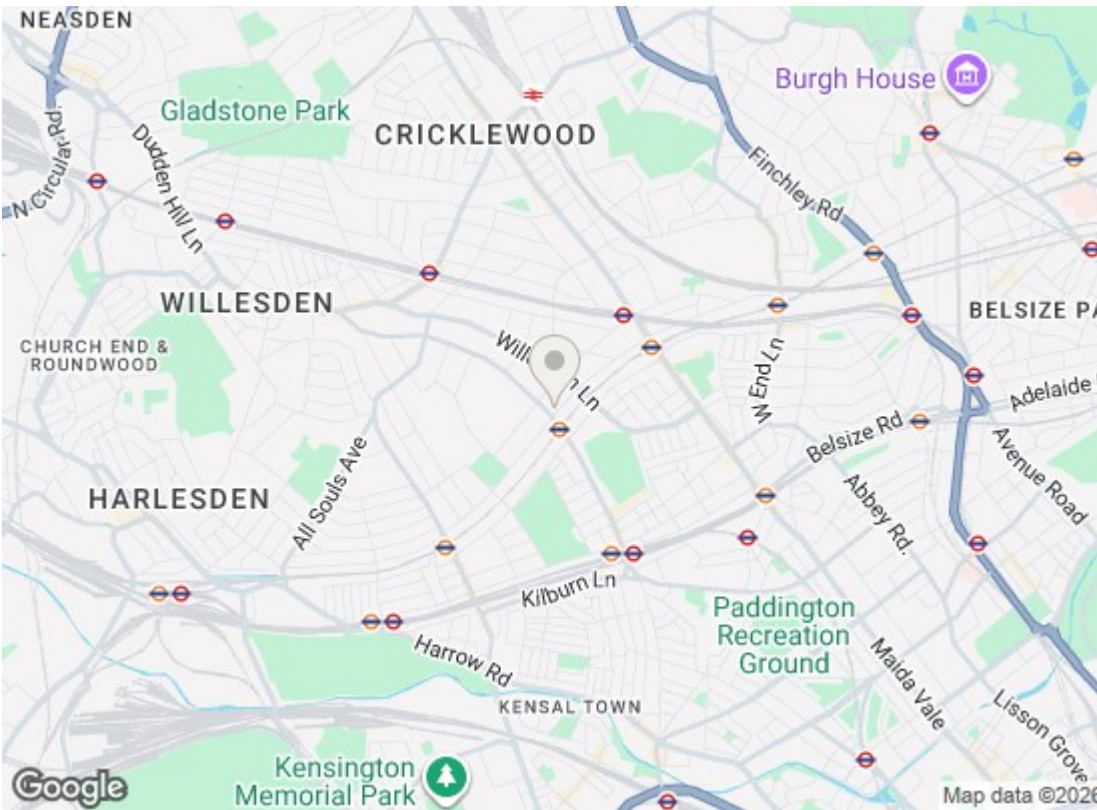 NEASDEN
Burgh House
Gladstone Park
CRICKLEWOOD
N Circular Rd.
Dudden Hill Ln
Finchley Rd
WILLESDEN
BELSIZE PA
CHURCH END &
ROUNDWOOD
W End Ln
Adelaide
Belsize Rd
Avenue Road
All Souls Ave
HARLESDEN
Abbey Rd.
Kilburn Ln
Paddington
Recreation
Ground
Harrow Rd
Maida Vale
KENSAL TOWN
Lisson Grove
Kensington
Memorial Park
Google
Map data ©2026